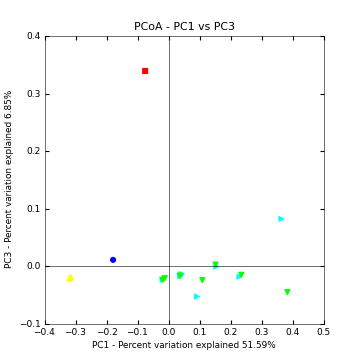 PCoA - PC1 vs PC3
PC3 - Percent variation explained 6.85%
0.4
0.3
0.2
0.1
0.0
−0.1
−0.4 −0.3 −0.2 −0.1 0.0 0.1 0.2 0.3 0.4 0.5
PC1 - Percent variation explained 51.59%